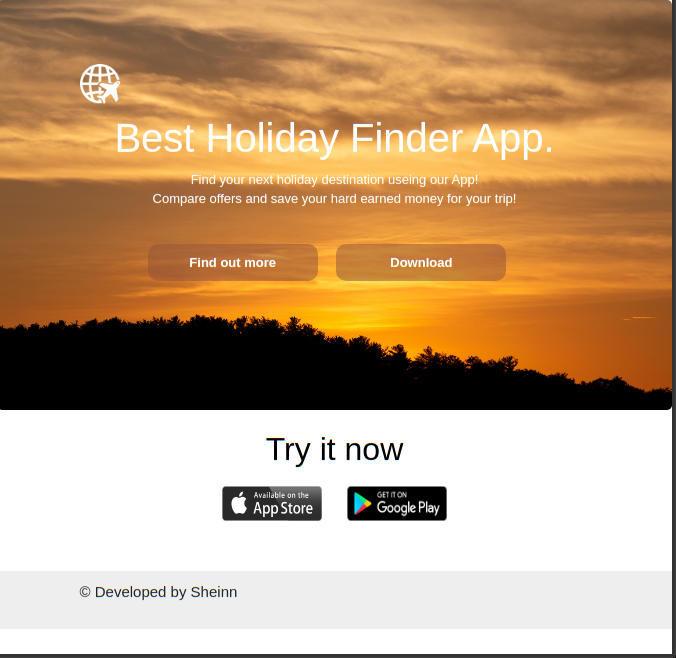 Best Holiday Finder App.
Find your next holiday destination useing our App!
Compare offers and save your hard earned money for your trip!
Find out more
Download
Try it now
Available on the
App Store
GET IT ON
Google Play
© Developed by Sheinn